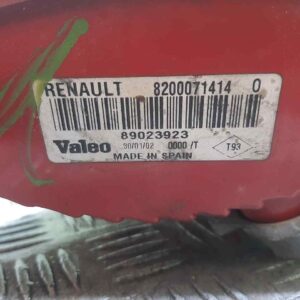 RENAULT 8200071414 0
89023923
Valeo 30/01/02 0000 /T T93
MADE IN SPAIN